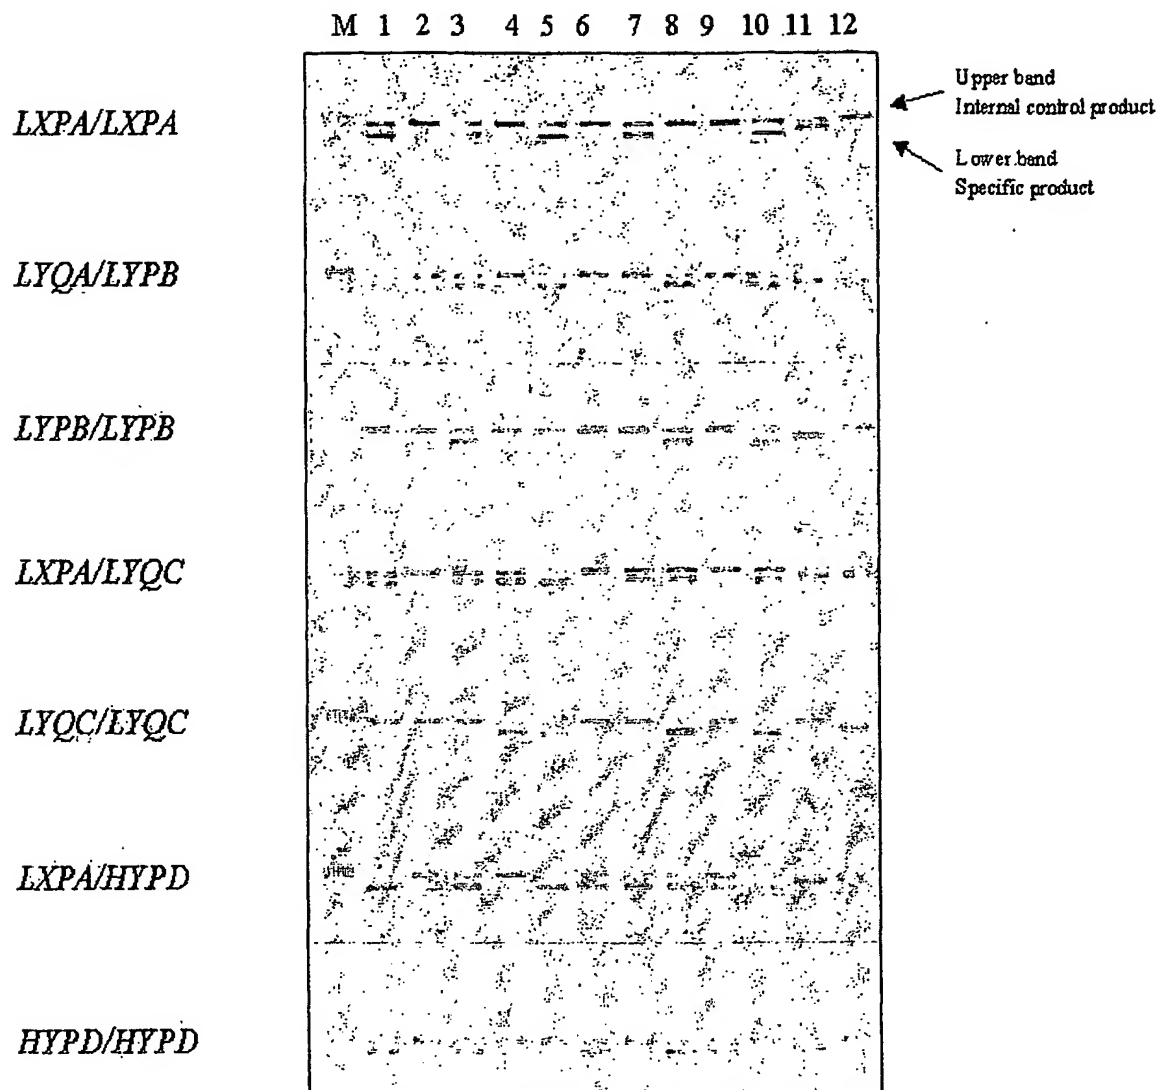 M 1 2 3 4 5 6 7 8 9 10 11 12
Upper band
Internal control product
Lower band
Specific product
LXPA/LXPA
LYQA/LYPB
LYPB/LYPB
LXPA/LYQC
LYQC/LYQC
LXPA/HYPD
HYPD/HYPD